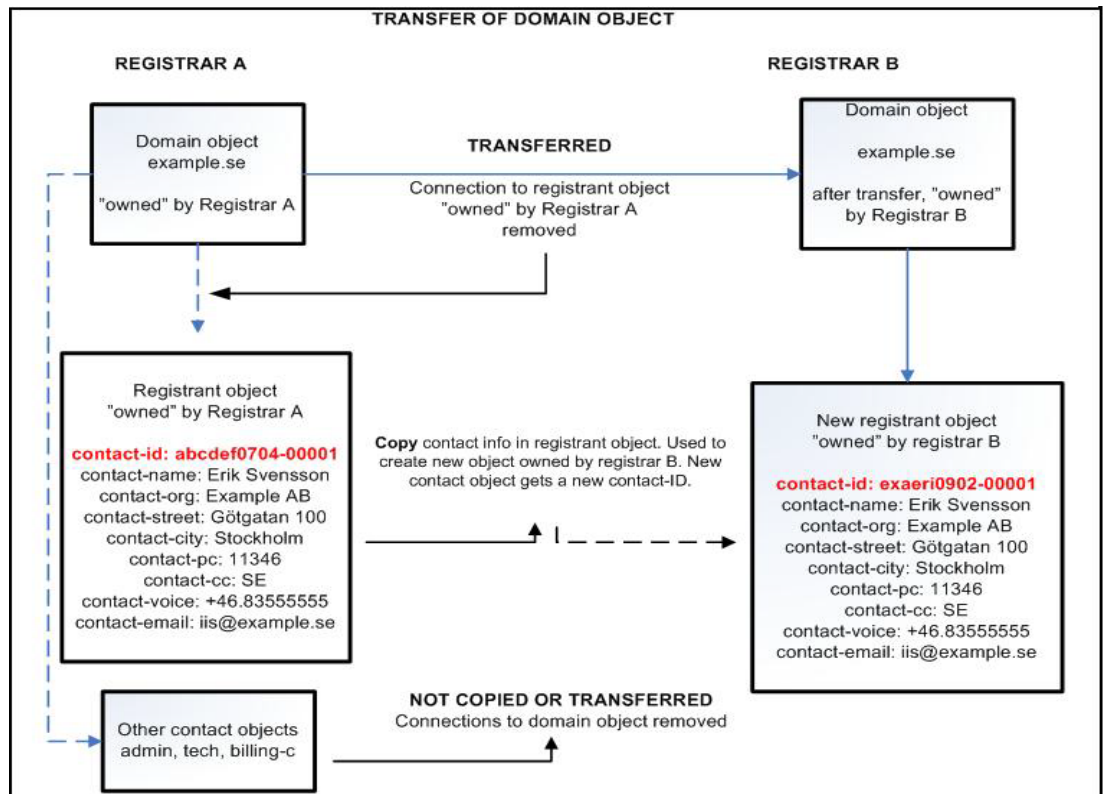 TRANSFER OF DOMAIN OBJECT
REGISTRAR A
REGISTRAR B
Domain object
example.se
"owned" by Registrar A
TRANSFERRED
Connection to registrant object
"owned" by Registrar A
removed
Domain object
example.se
after transfer, "owned"
by Registrar B
Registrant object
"owned" by Registrar A
contact-id: abcdef0704-00001
contact-name: Erik Svensson
contact-org: Example AB
contact-street: Götgatan 100
contact-city: Stockholm
contact-pc: 11346
contact-cc: SE
contact-voice: +46.83555555
contact-email: iis@example.se
Copy contact info in registrant object. Used to
create new object owned by registrar B. New
contact object gets a new contact-ID.
New registrant object
"owned" by registrar B
contact-id: exaeri0902-00001
contact-name: Erik Svensson
contact-org: Example AB
contact-street: Götgatan 100
contact-city: Stockholm
contact-pc: 11346
contact-cc: SE
contact-voice: +46.83555555
contact-email: iis@example.se
Other contact objects
admin, tech, billing-c
NOT COPIED OR TRANSFERRED
Connections to domain object removed